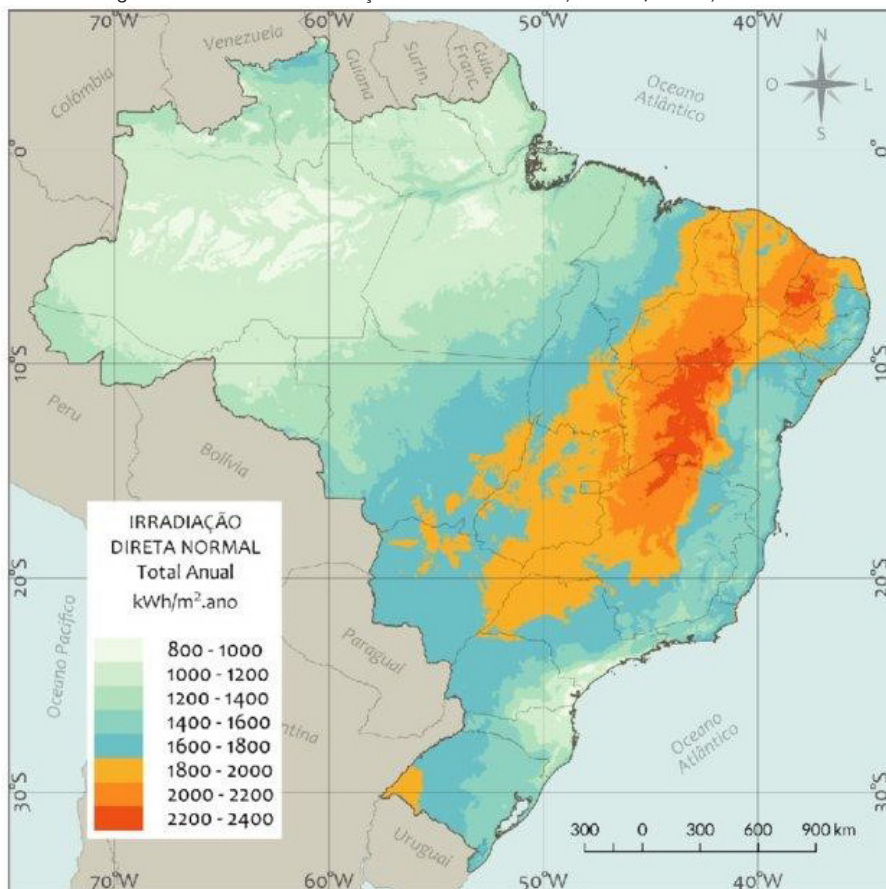 70°W
60°W
50°W
40°W
Venezuela
Guiana
Surin.
Guia. Franc.
Colômbia
Oceano
Atlântico
N
O
L
S
0°
0°
10°S
10°S
Peru
Bolívia
IRRADIAÇÃO
DIRETA NORMAL
Total Anual
kWh/m².ano
800 - 1000
1000 - 1200
1200 - 1400
1400 - 1600
1600 - 1800
1800 - 2000
2000 - 2200
2200 - 2400
20°S
Oceano Pacífico
Paraguai
entina
Oceano
Atlântico
30°S
30°S
Uruguai
300
0
300
600
900 km
70°W
60°W
50°W
40°W